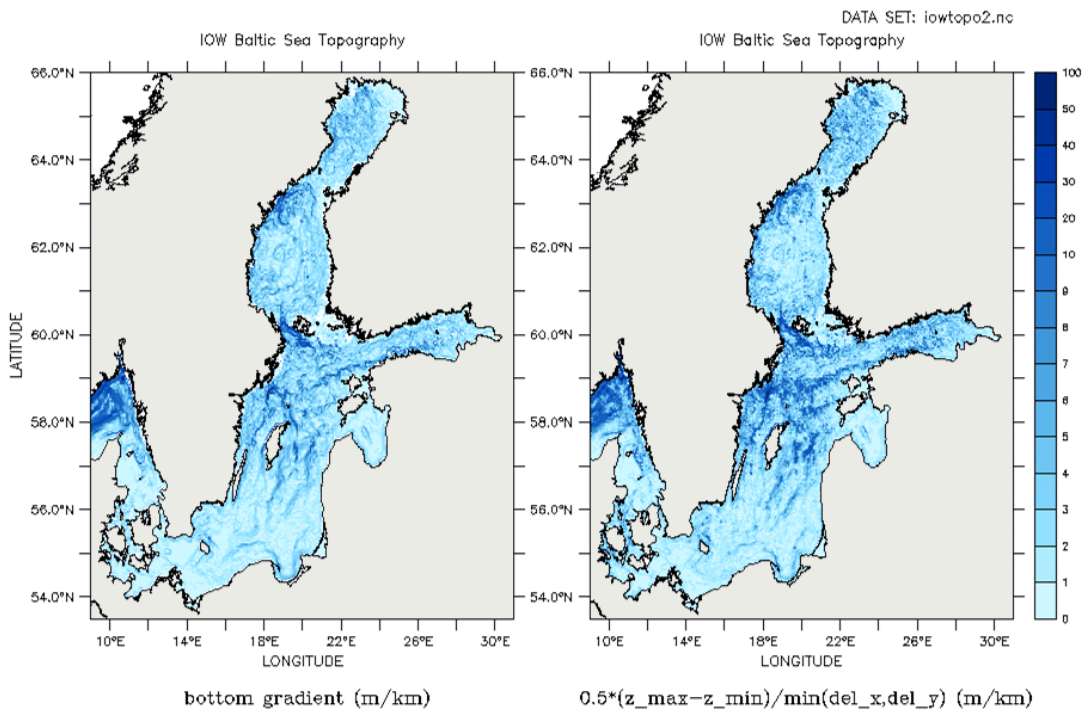 DATA SET: iowtopo2.nc
IOW Baltic Sea Topography
IOW Baltic Sea Topography
66.0°N
64.0°N
62.0°N
60.0°N
58.0°N
56.0°N
54.0°N
LATITUDE
10°E 14°E 18°E 22°E 26°E 30°E
LONGITUDE
bottom gradient (m/km)
66.0°N
64.0°N
62.0°N
60.0°N
58.0°N
56.0°N
54.0°N
10°E 14°E 18°E 22°E 26°E 30°E
LONGITUDE
0.5*(z_max-z_min)/min(del_x,del_y) (m/km)
100
50
40
30
20
10
9
8
7
6
5
4
3
2
1
0